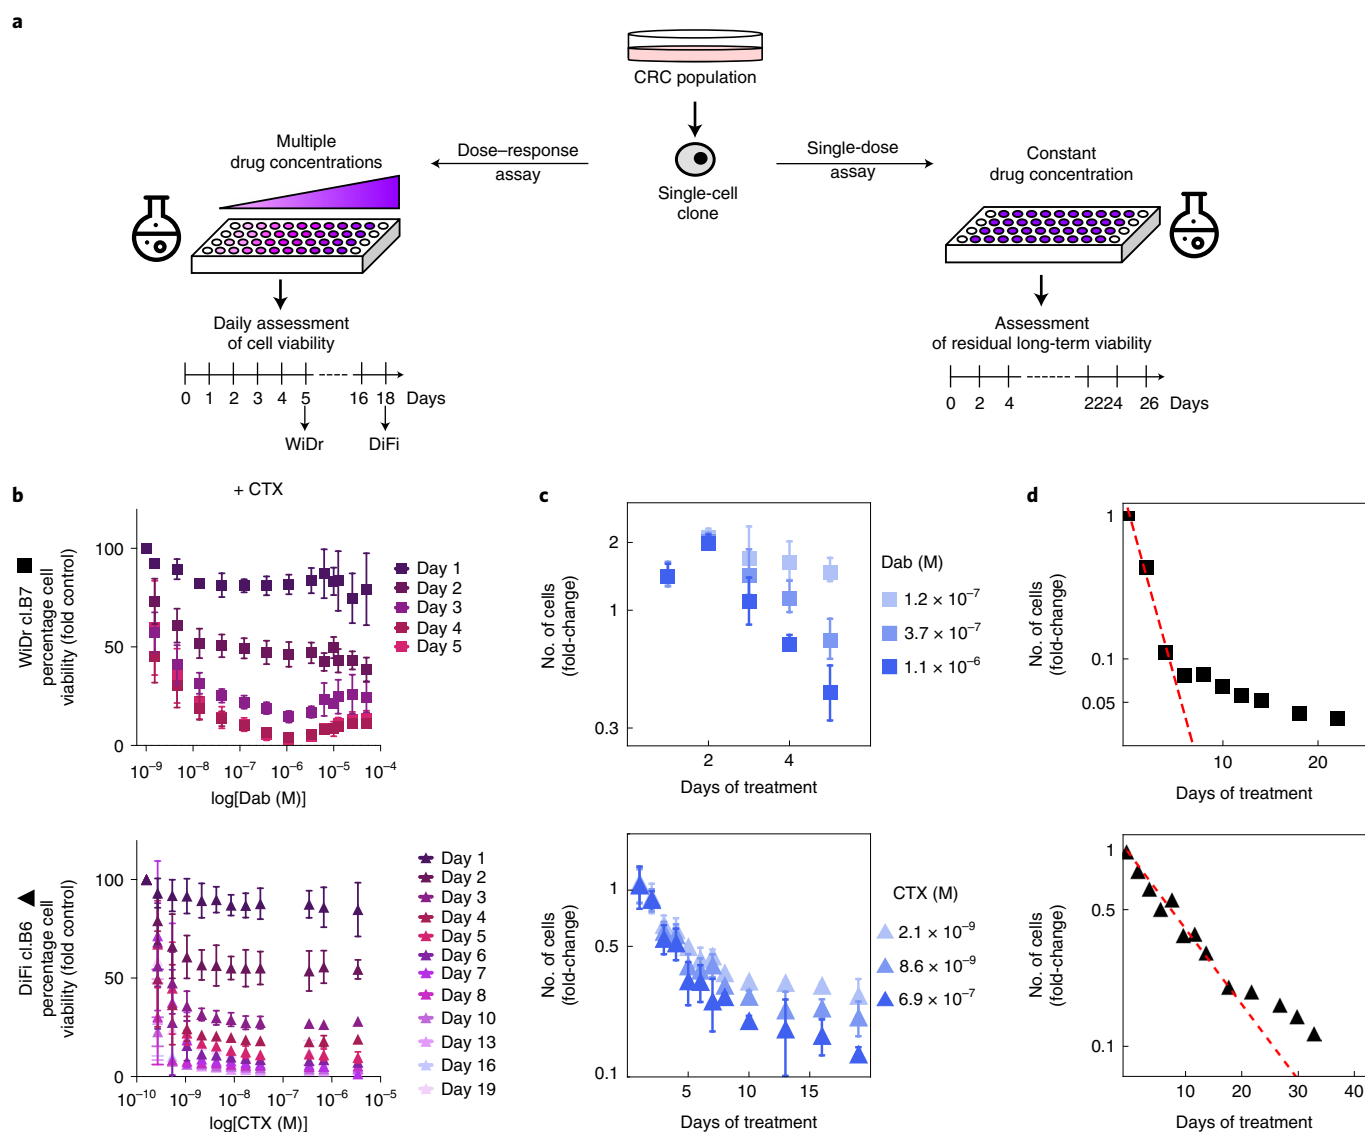 a
CRC population
Multiple
drug concentrations
Dose–response
assay
Single-cell
clone
Single-dose
assay
Constant
drug concentration
Daily assessment
of cell viability
0 1 2 3 4 5 16 18 Days
WiDr DiFi
Assessment
of residual long-term viability
0 2 4 2224 26 Days
b
+ CTX
WiDr cl.B7
percentage cell
viability (fold control)
100
50
0
10⁻⁹ 10⁻⁸ 10⁻⁷ 10⁻⁶ 10⁻⁵ 10⁻⁴
log[Dab (M)]
Day 1
Day 2
Day 3
Day 4
Day 5
DiFi cl.B6
percentage cell
viability (fold control)
100
50
0
10⁻¹⁰ 10⁻⁹ 10⁻⁸ 10⁻⁷ 10⁻⁶ 10⁻⁵
log[CTX (M)]
Day 1
Day 2
Day 3
Day 4
Day 5
Day 6
Day 7
Day 8
Day 10
Day 13
Day 16
Day 19
c
No. of cells
(fold-change)
2
1
0.3
2 4
Days of treatment
Dab (M)
1.2 × 10⁻⁷
3.7 × 10⁻⁷
1.1 × 10⁻⁶
No. of cells
(fold-change)
1
0.5
0.1
5 10 15
Days of treatment
CTX (M)
2.1 × 10⁻⁹
8.6 × 10⁻⁹
6.9 × 10⁻⁷
d
No. of cells
(fold-change)
1
0.1
0.05
10 20
Days of treatment
No. of cells
(fold-change)
1
0.5
0.1
10 20 30 40
Days of treatment